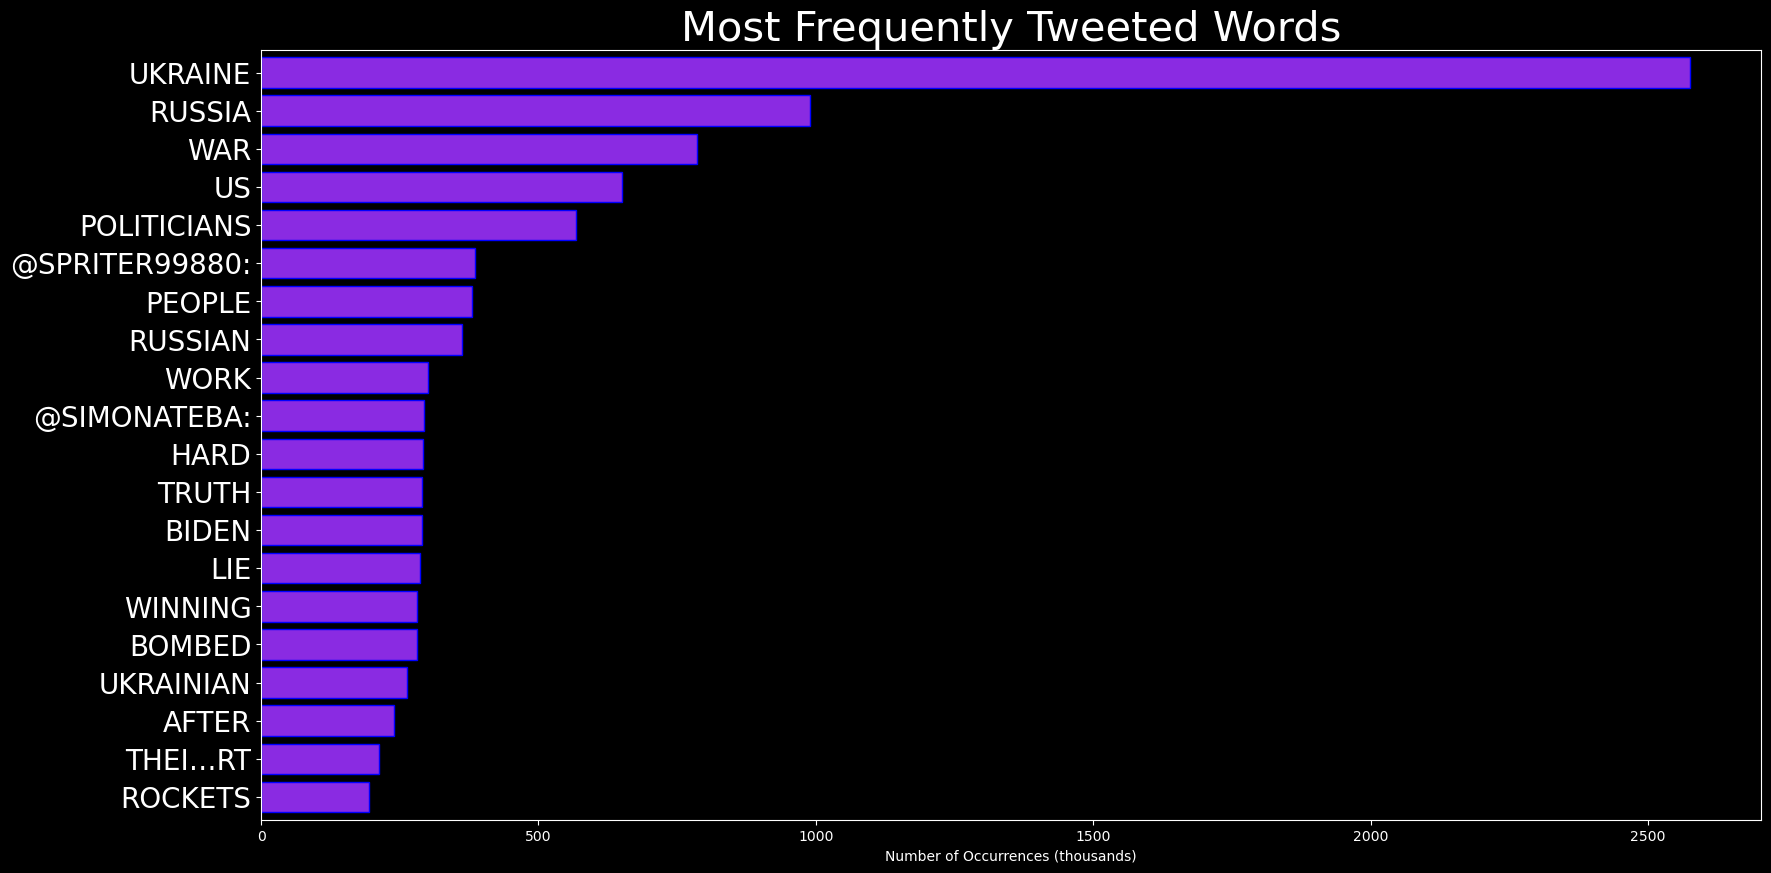 Most Frequently Tweeted Words
UKRAINE
RUSSIA
WAR
US
POLITICIANS
@SPRITER99880:
PEOPLE
RUSSIAN
WORK
@SIMONATEBA:
HARD
TRUTH
BIDEN
LIE
WINNING
BOMBED
UKRAINIAN
AFTER
THEI…RT
ROCKETS
0 500 1000 1500 2000 2500
Number of Occurrences (thousands)